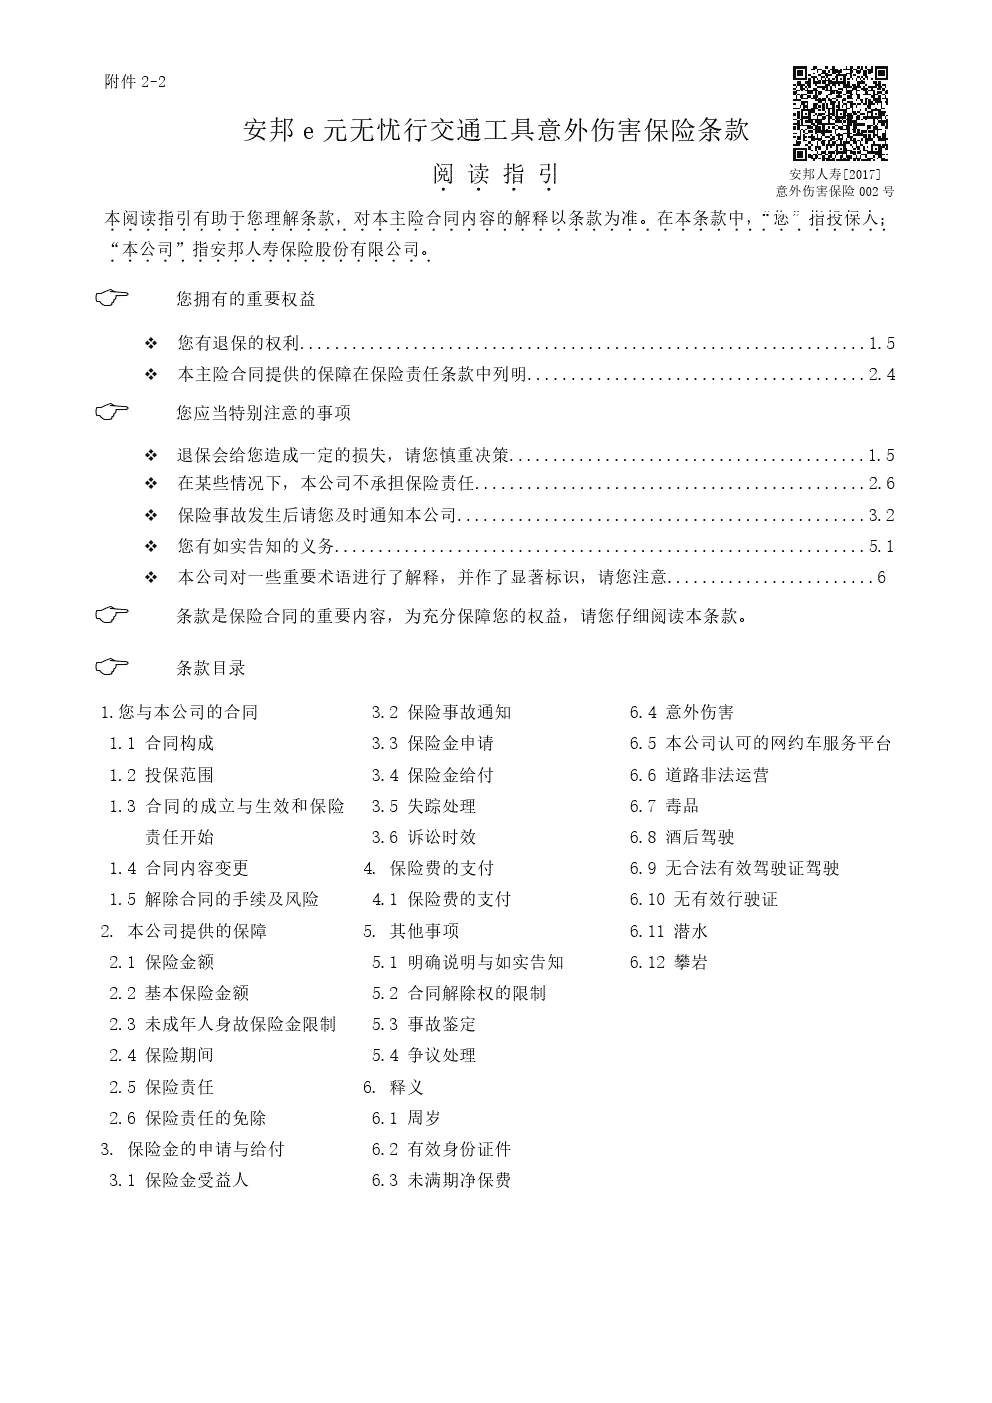 附件 2-2
安邦 e 元无忧行交通工具意外伤害保险条款
阅 读 指 引
安邦人寿[2017]
意外伤害保险 002 号
本阅读指引有助于您理解条款，对本主险合同内容的解释以条款为准。在本条款中，“您”指投保人；
“本公司”指安邦人寿保险股份有限公司。
您拥有的重要权益
❖ 您有退保的权利................................................................1.5
❖ 本主险合同提供的保障在保险责任条款中列明.......................................2.4
您应当特别注意的事项
❖ 退保会给您造成一定的损失，请您慎重决策.........................................1.5
❖ 在某些情况下，本公司不承担保险责任.............................................2.6
❖ 保险事故发生后请您及时通知本公司...............................................3.2
❖ 您有如实告知的义务.............................................................5.1
❖ 本公司对一些重要术语进行了解释，并作了显著标识，请您注意........................6
条款是保险合同的重要内容，为充分保障您的权益，请您仔细阅读本条款。
条款目录
1.您与本公司的合同
1.1 合同构成
1.2 投保范围
1.3 合同的成立与生效和保险
责任开始
1.4 合同内容变更
1.5 解除合同的手续及风险
2. 本公司提供的保障
2.1 保险金额
2.2 基本保险金额
2.3 未成年人身故保险金限制
2.4 保险期间
2.5 保险责任
2.6 保险责任的免除
3. 保险金的申请与给付
3.1 保险金受益人
3.2 保险事故通知
3.3 保险金申请
3.4 保险金给付
3.5 失踪处理
3.6 诉讼时效
4. 保险费的支付
4.1 保险费的支付
5. 其他事项
5.1 明确说明与如实告知
5.2 合同解除权的限制
5.3 事故鉴定
5.4 争议处理
6. 释义
6.1 周岁
6.2 有效身份证件
6.3 未满期净保费
6.4 意外伤害
6.5 本公司认可的网约车服务平台
6.6 道路非法运营
6.7 毒品
6.8 酒后驾驶
6.9 无合法有效驾驶证驾驶
6.10 无有效行驶证
6.11 潜水
6.12 攀岩